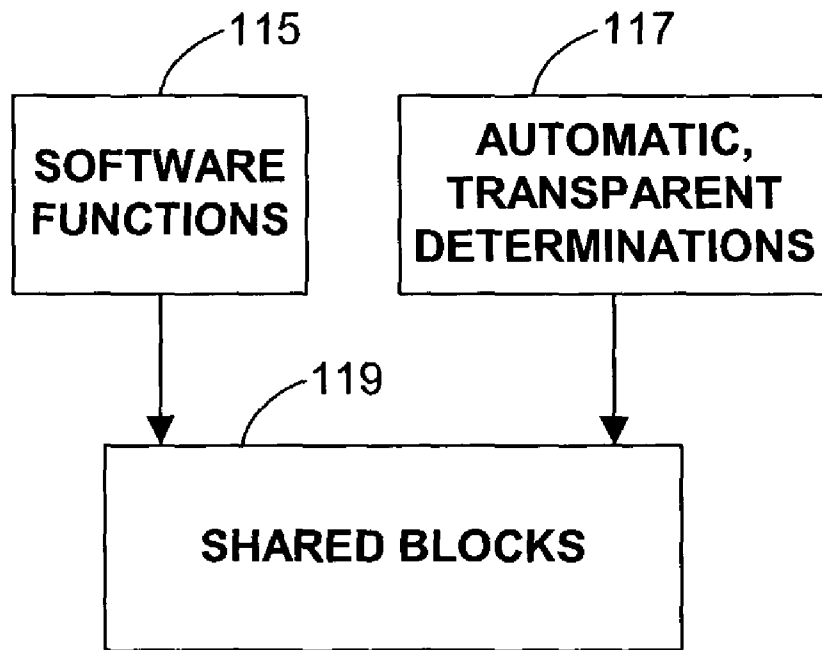 115
117
SOFTWARE
FUNCTIONS
AUTOMATIC,
TRANSPARENT
DETERMINATIONS
119
SHARED BLOCKS